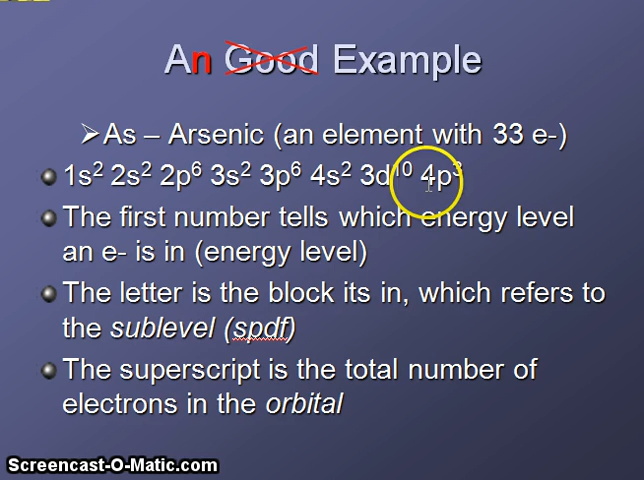 An Good Example
➢As – Arsenic (an element with 33 e-)
1s² 2s² 2p⁶ 3s² 3p⁶ 4s² 3d¹⁰ 4p³
The first number tells which energy level
an e- is in (energy level)
The letter is the block its in, which refers to
the sublevel (spdf)
The superscript is the total number of
electrons in the orbital
Screencast-O-Matic.com